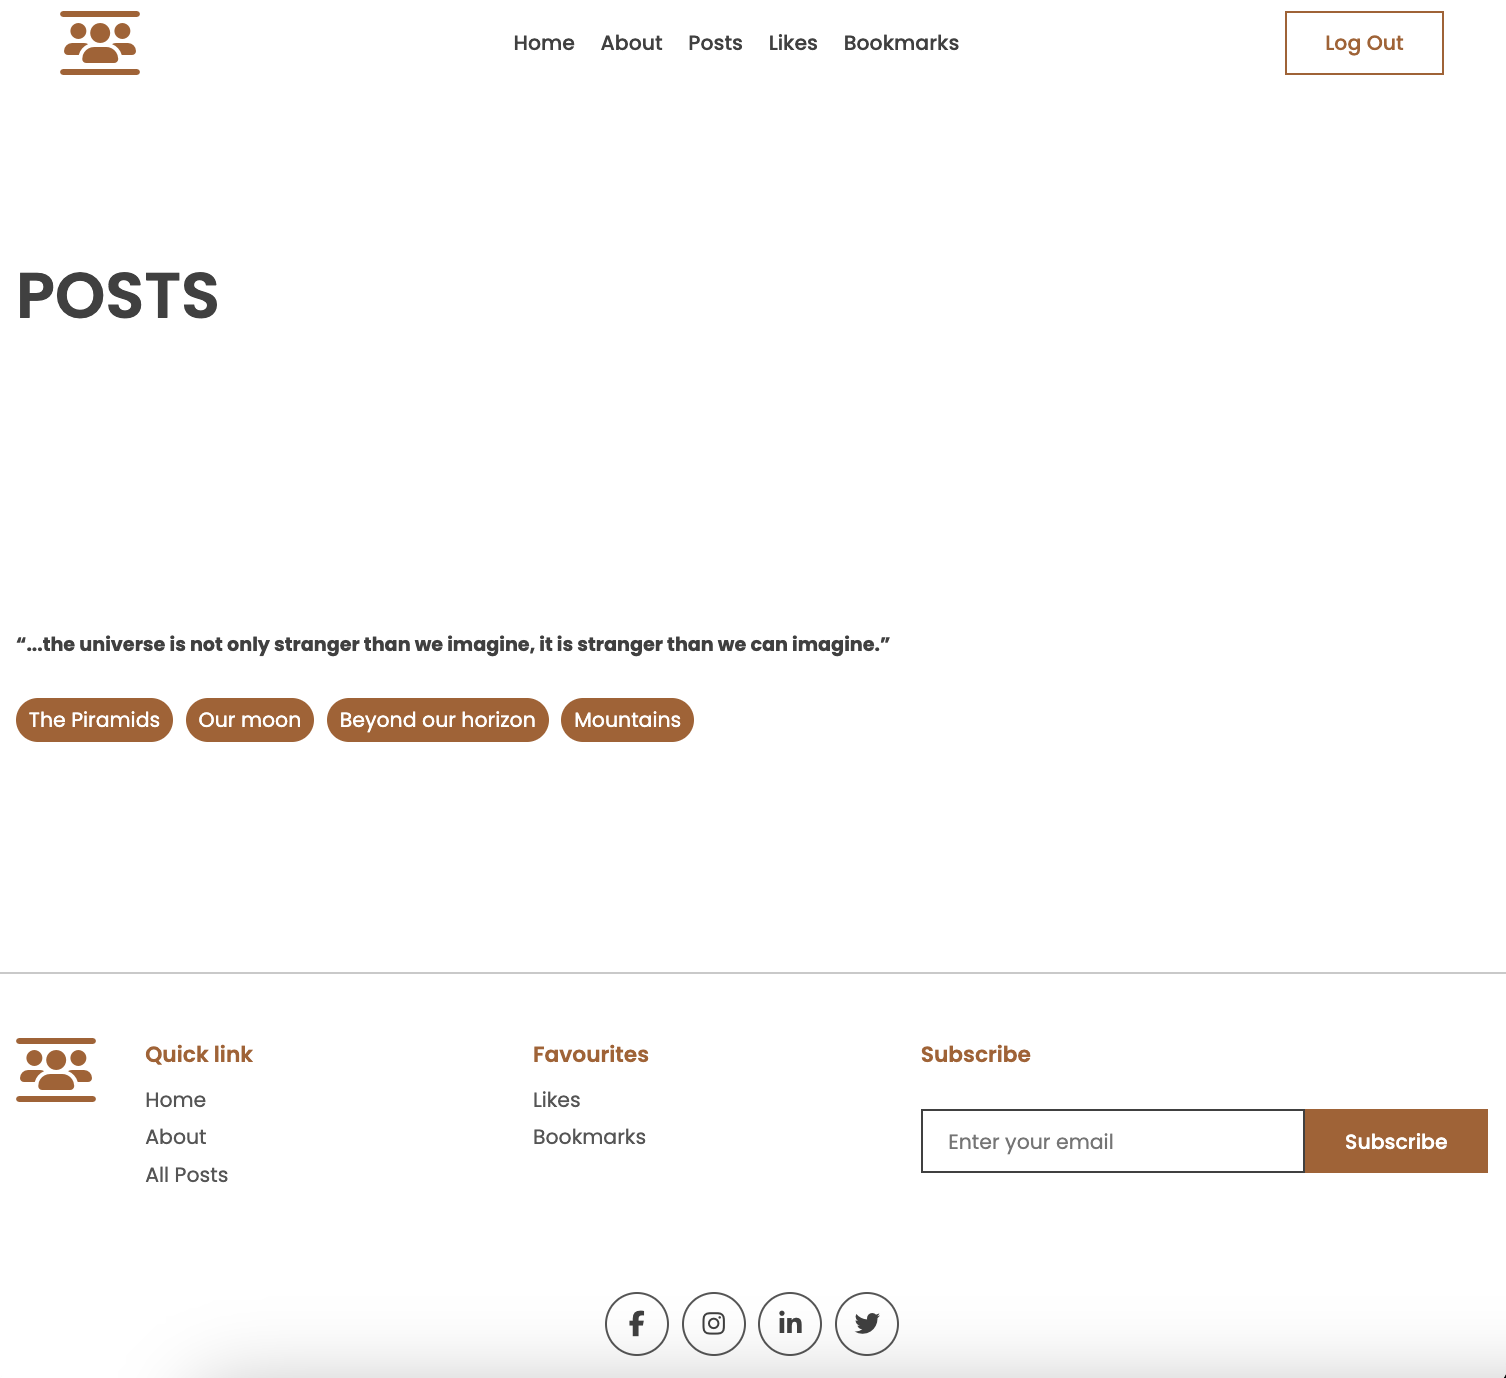 Home About Posts Likes Bookmarks Log Out
POSTS
“...the universe is not only stranger than we imagine, it is stranger than we can imagine.”
The Piramids Our moon Beyond our horizon Mountains
Quick link
Home
About
All Posts
Favourites
Likes
Bookmarks
Subscribe
Enter your email Subscribe